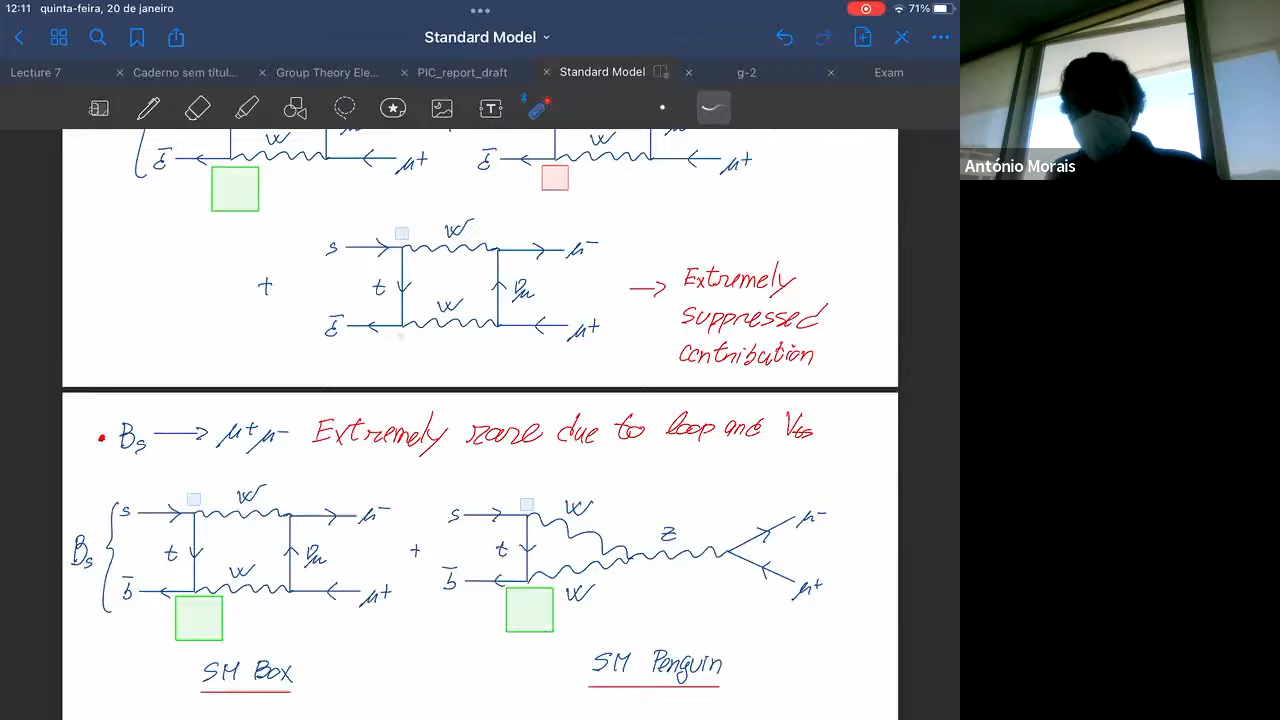 12:11 quinta-feira, 20 de janeiro
71%
Standard Model
Lecture 7
Caderno sem títul...
Group Theory Ele...
PIC_report_draft
Standard Model
g-2
Exam
António Morais
W
c̄
μ+
W
c̄
μ+
W
s
μ-
+
t
νμ
W
c̄
μ+
→ Extremely
suppressed
contribution
• Bs → μ+μ- Extremely rare due to loop and Vts
W
s
μ-
Bs
t
νμ
W
b̄
μ+
SM Box
+
s
W
μ-
t
Z
b̄
W
μ+
SM Penguin